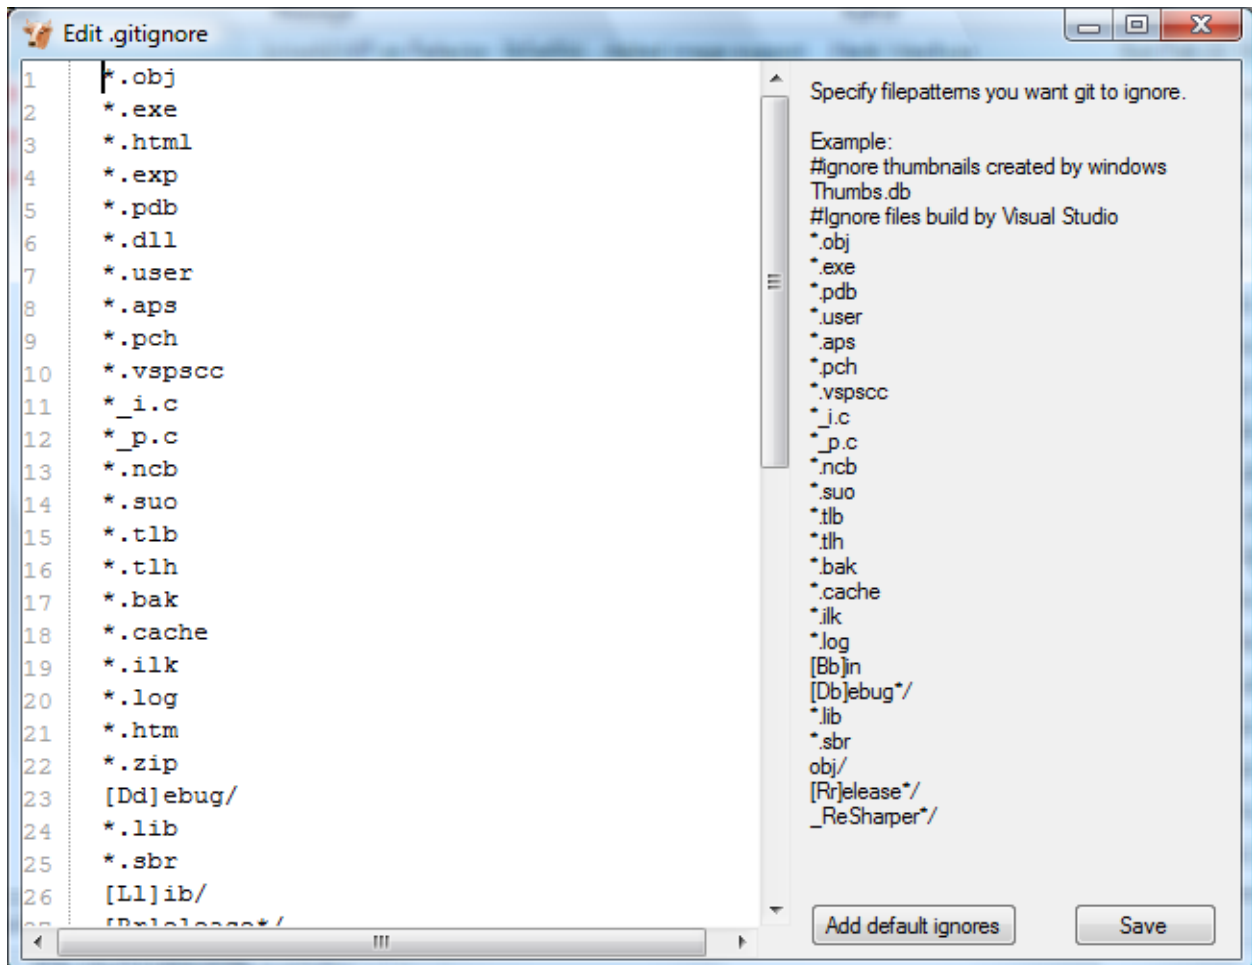 Edit .gitignore
1 *.obj
2 *.exe
3 *.html
4 *.exp
5 *.pdb
6 *.dll
7 *.user
8 *.aps
9 *.pch
10 *.vspscc
11 *_i.c
12 *_p.c
13 *.ncb
14 *.suo
15 *.tlb
16 *.tlh
17 *.bak
18 *.cache
19 *.ilk
20 *.log
21 *.htm
22 *.zip
23 [Dd]ebug/
24 *.lib
25 *.sbr
26 [Ll]ib/
27 [Rr]elease*/
Specify filepatterns you want git to ignore.
Example:
#ignore thumbnails created by windows
Thumbs.db
#Ignore files build by Visual Studio
*.obj
*.exe
*.pdb
*.user
*.aps
*.pch
*.vspscc
*_i.c
*_p.c
*.ncb
*.suo
*.tlb
*.tlh
*.bak
*.cache
*.ilk
*.log
[Bb]in
[Db]ebug*/
*.lib
*.sbr
obj/
[Rr]elease*/
_ReSharper*/
Add default ignores
Save